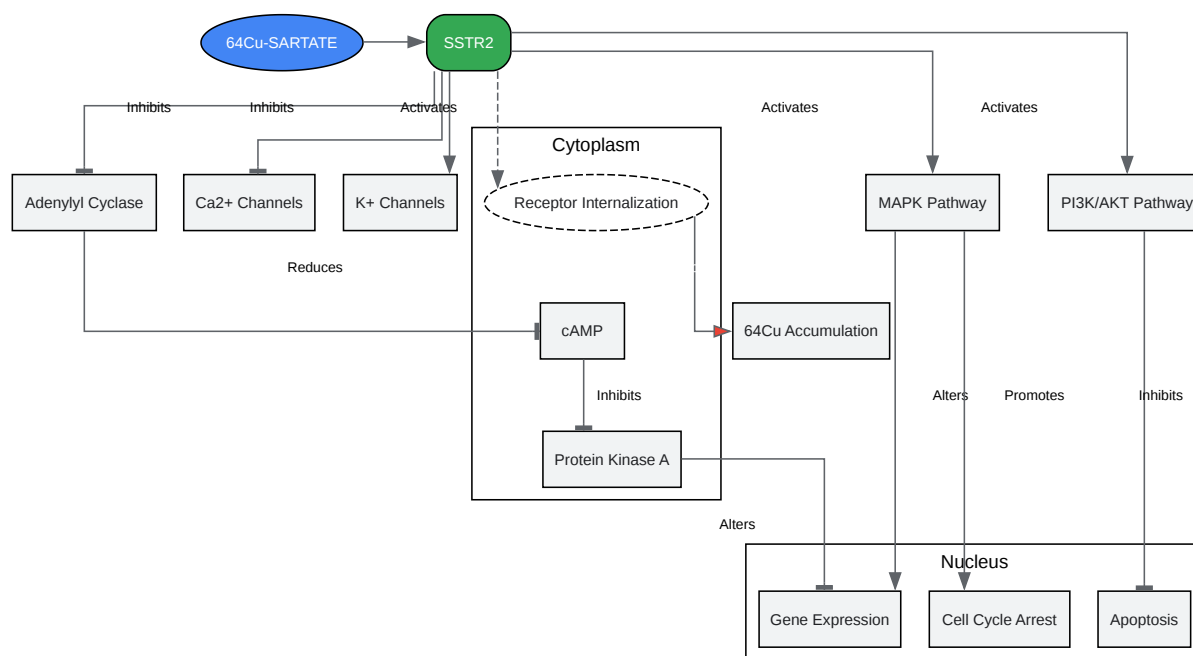 64Cu-SARTATE
SSTR2
Inhibits
Inhibits
Activates
Activates
Activates
Cytoplasm
Adenylyl Cyclase
Ca2+ Channels
K+ Channels
Receptor Internalization
MAPK Pathway
PI3K/AKT Pathway
Reduces
cAMP
64Cu Accumulation
Inhibits
Alters
Promotes
Inhibits
Protein Kinase A
Alters
Nucleus
Gene Expression
Cell Cycle Arrest
Apoptosis